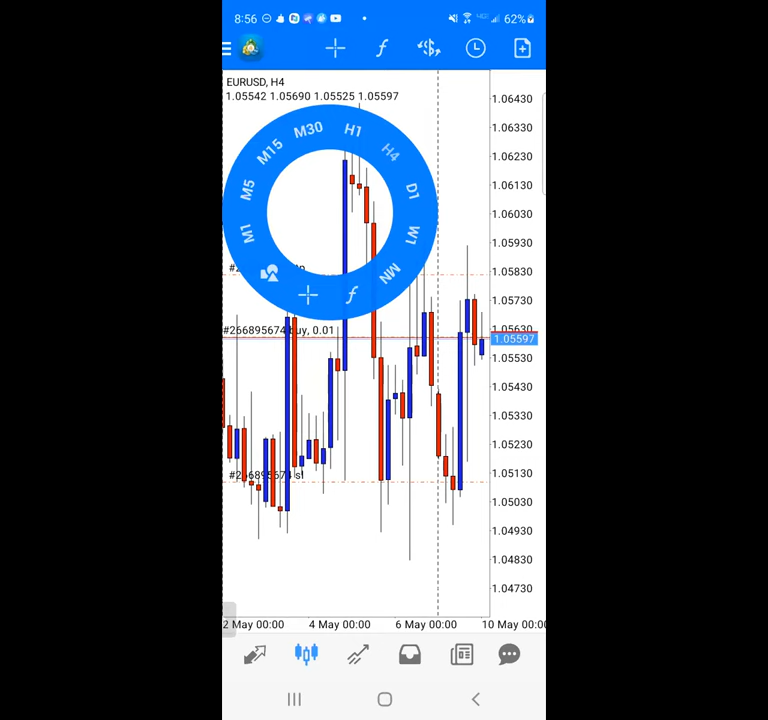 8:56
62%
EURUSD, H4
1.05542 1.05690 1.05525 1.05597
M1
M5
M15
M30
H1
H4
D1
W1
MN
f
#266895674 buy, 0.01
#266895674 sl
1.06430
1.06330
1.06230
1.06130
1.06030
1.05930
1.05830
1.05730
1.05630
1.05597
1.05530
1.05430
1.05330
1.05230
1.05130
1.05030
1.04930
1.04830
1.04730
2 May 00:00
4 May 00:00
6 May 00:00
10 May 00:00